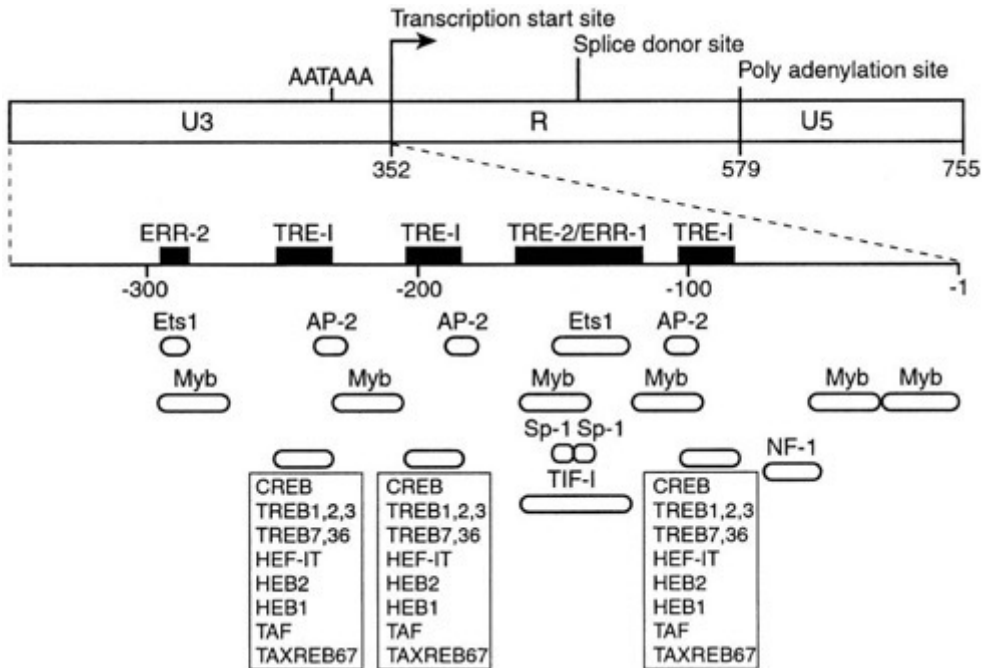 Transcription start site
Splice donor site
AATAAA
Poly adenylation site
U3 R U5
352 579 755
ERR-2 TRE-I TRE-I TRE-2/ERR-1 TRE-I
-300 -200 -100 -1
Ets1 AP-2 AP-2 Ets1 AP-2
Myb Myb Myb Myb Myb Myb
Sp-1 Sp-1
NF-1
TIF-I
CREB
TREB1,2,3
TREB7,36
HEF-IT
HEB2
HEB1
TAF
TAXREB67
CREB
TREB1,2,3
TREB7,36
HEF-IT
HEB2
HEB1
TAF
TAXREB67
CREB
TREB1,2,3
TREB7,36
HEF-IT
HEB2
HEB1
TAF
TAXREB67